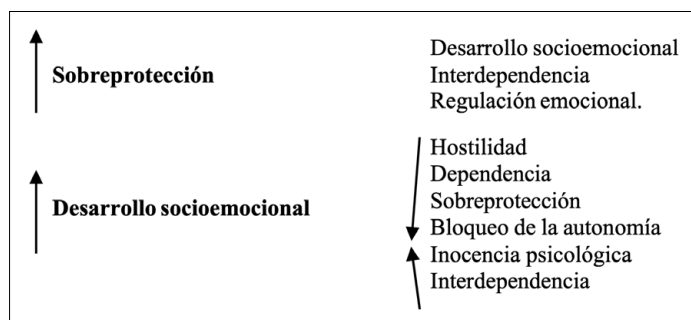 Sobreprotección
Desarrollo socioemocional
Interdependencia
Regulación emocional.
Desarrollo socioemocional
Hostilidad
Dependencia
Sobreprotección
Bloqueo de la autonomía
Inocencia psicológica
Interdependencia